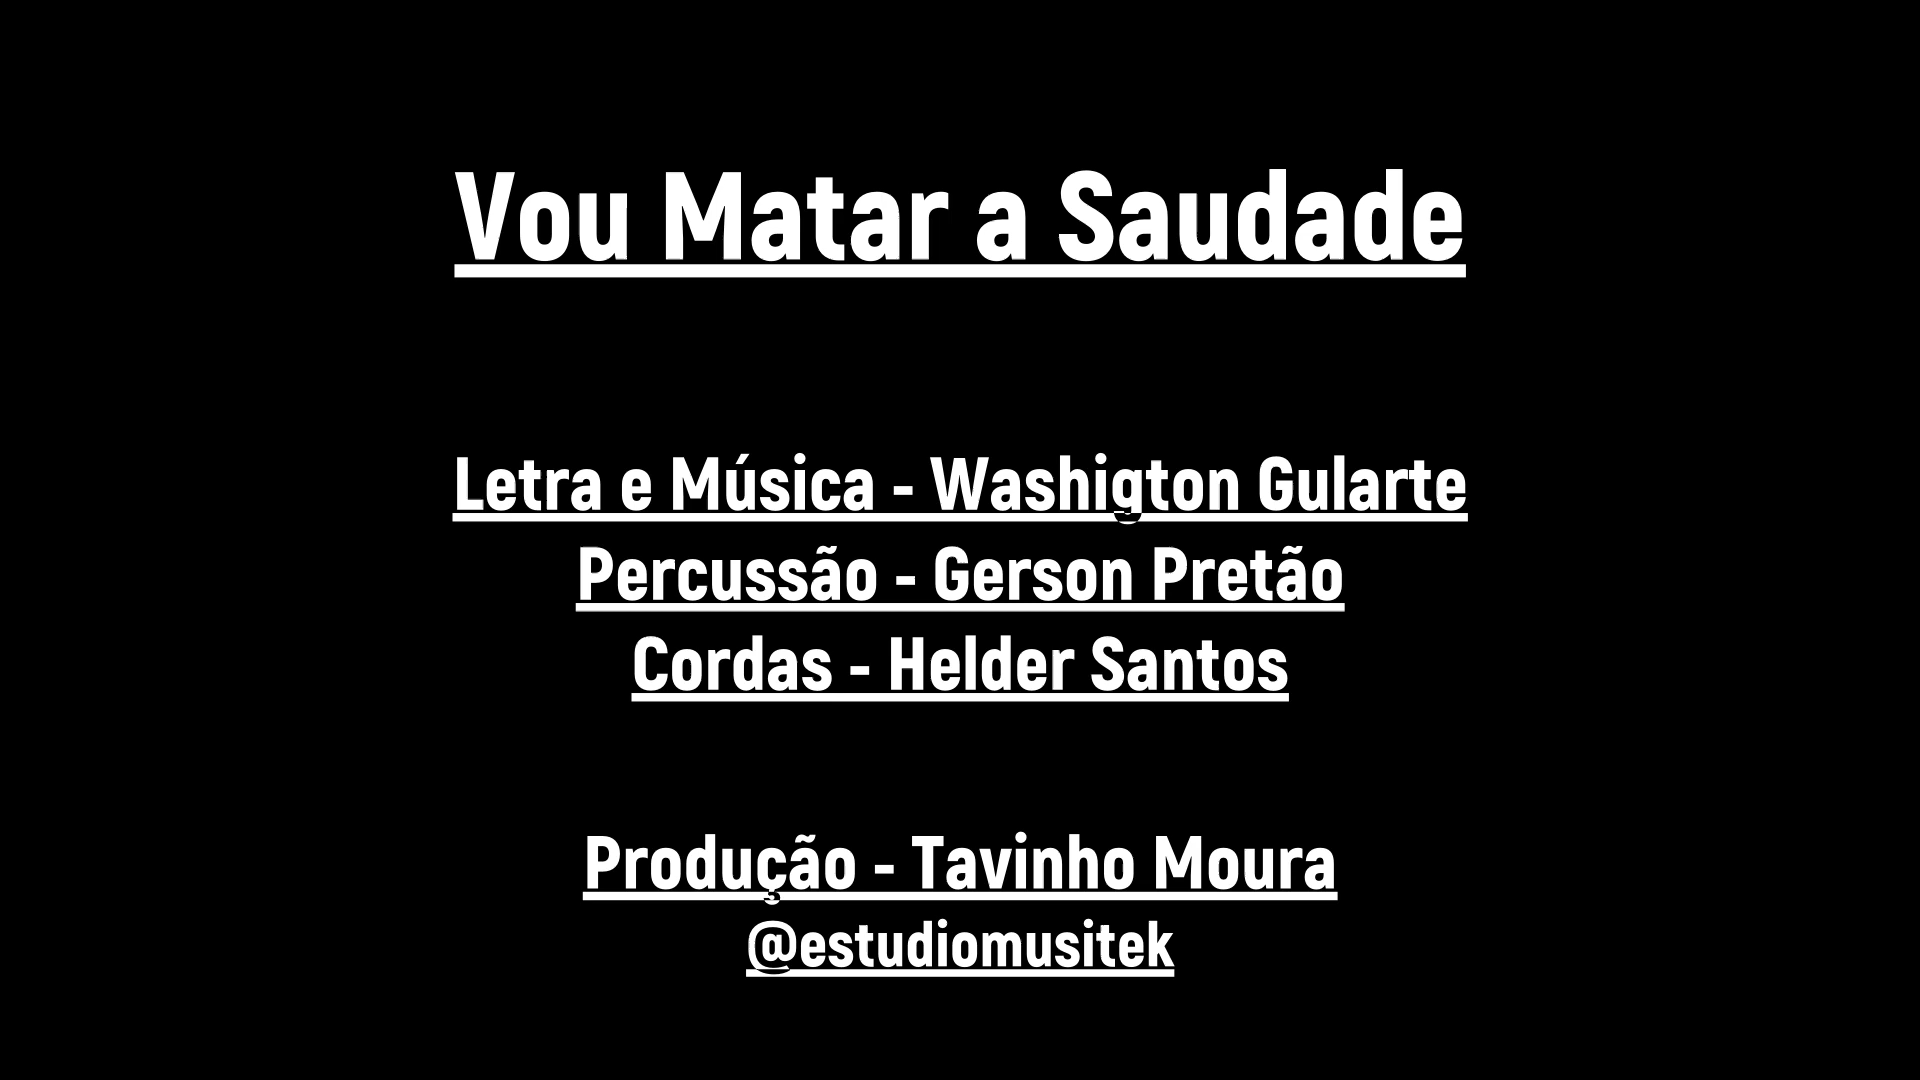 Vou Matar a Saudade
Letra e Música - Washigton Gularte
Percussão - Gerson Pretão
Cordas - Helder Santos
Produção - Tavinho Moura
@estudiomusitek